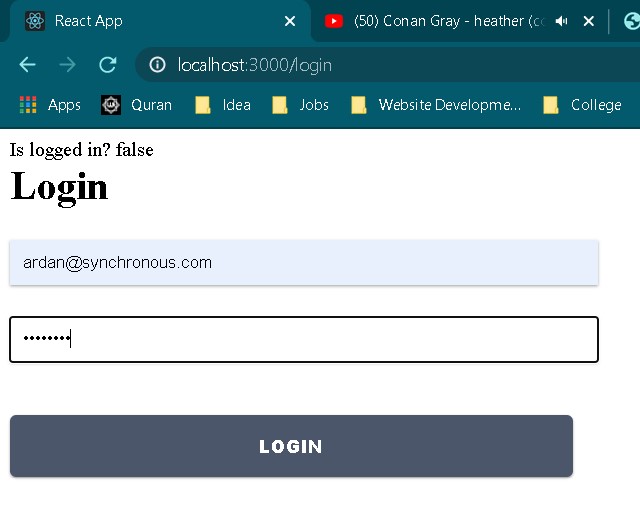 React App
(50) Conan Gray - heather (c
localhost:3000/login
Apps
Quran
Idea
Jobs
Website Developme...
College
Is logged in? false
Login
ardan@synchronous.com
••••••••
LOGIN